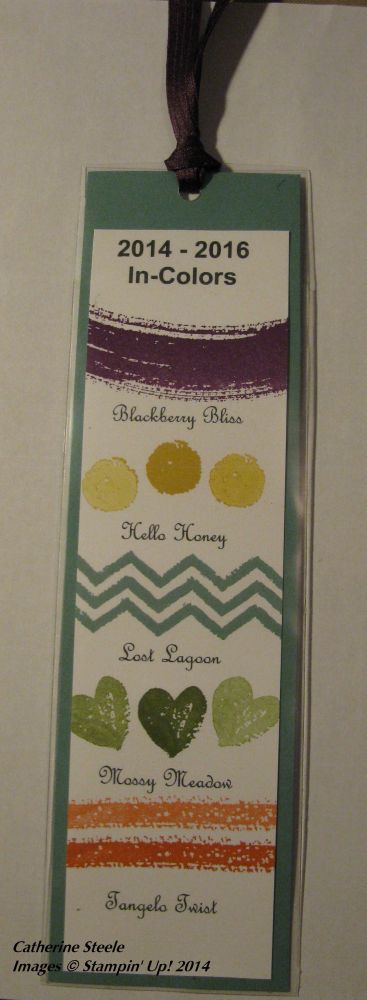 2014 - 2016
In-Colors
Blackberry Bliss
Hello Honey
Lost Lagoon
Mossy Meadow
Tangelo Twist
Catherine Steele
Images © Stampin' Up! 2014